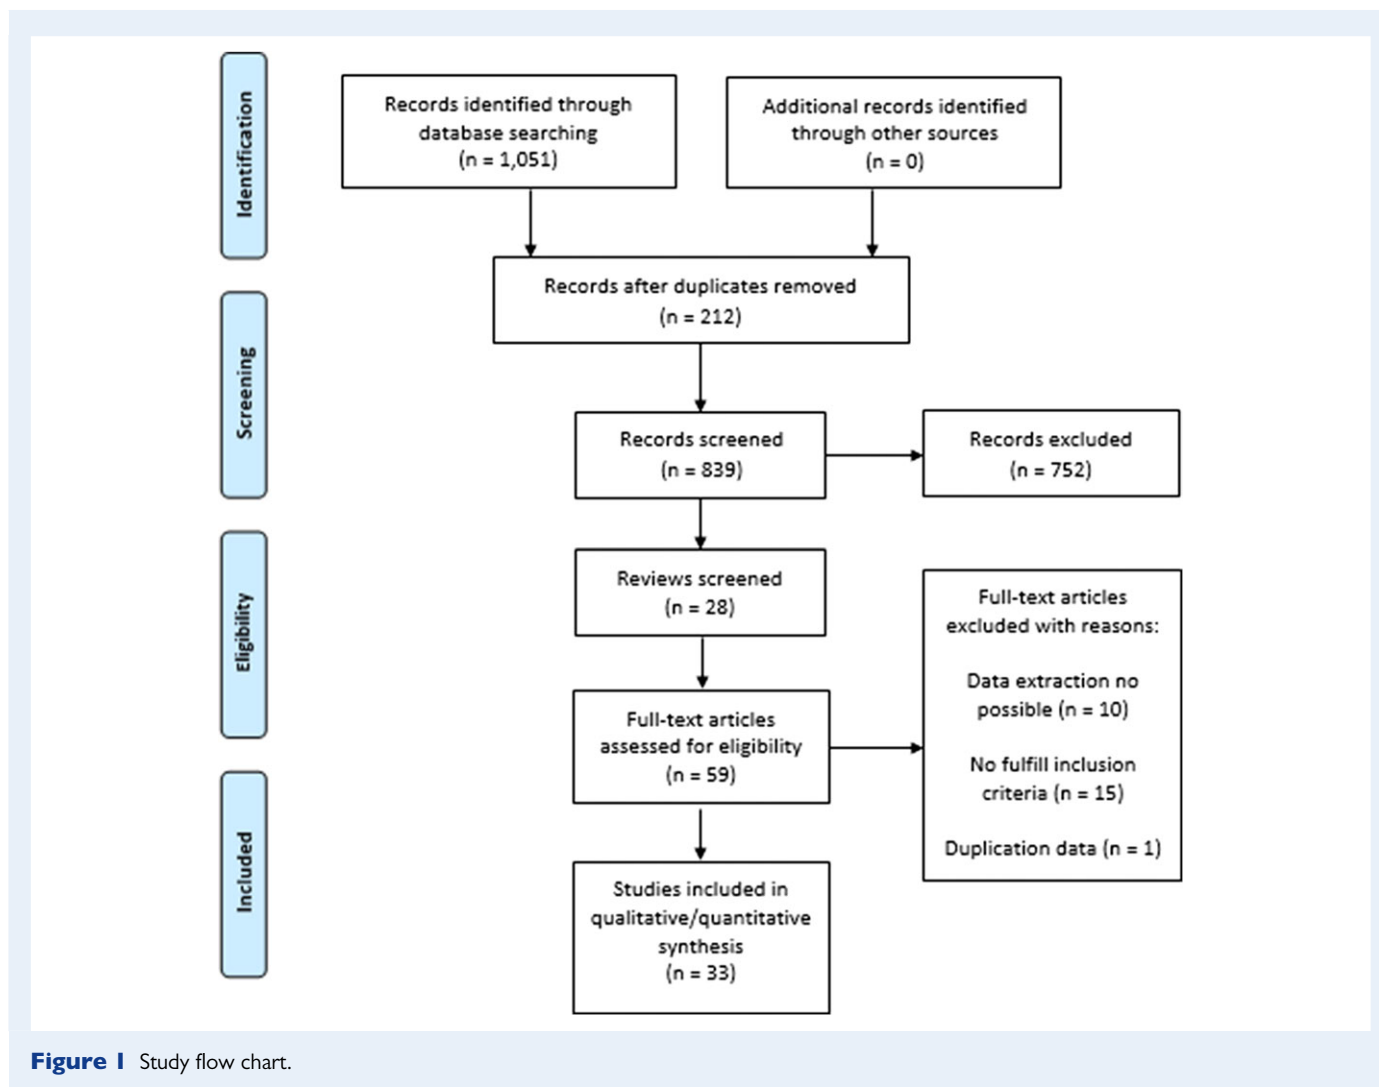 Identification
Records identified through
database searching
(n = 1,051)
Additional records identified
through other sources
(n = 0)
Records after duplicates removed
(n = 212)
Screening
Records screened
(n = 839)
Records excluded
(n = 752)
Eligibility
Reviews screened
(n = 28)
Full-text articles
assessed for eligibility
(n = 59)
Full-text articles
excluded with reasons:
Data extraction no
possible (n = 10)
No fulfill inclusion
criteria (n = 15)
Duplication data (n = 1)
Included
Studies included in
qualitative/quantitative
synthesis
(n = 33)
Figure 1 Study flow chart.